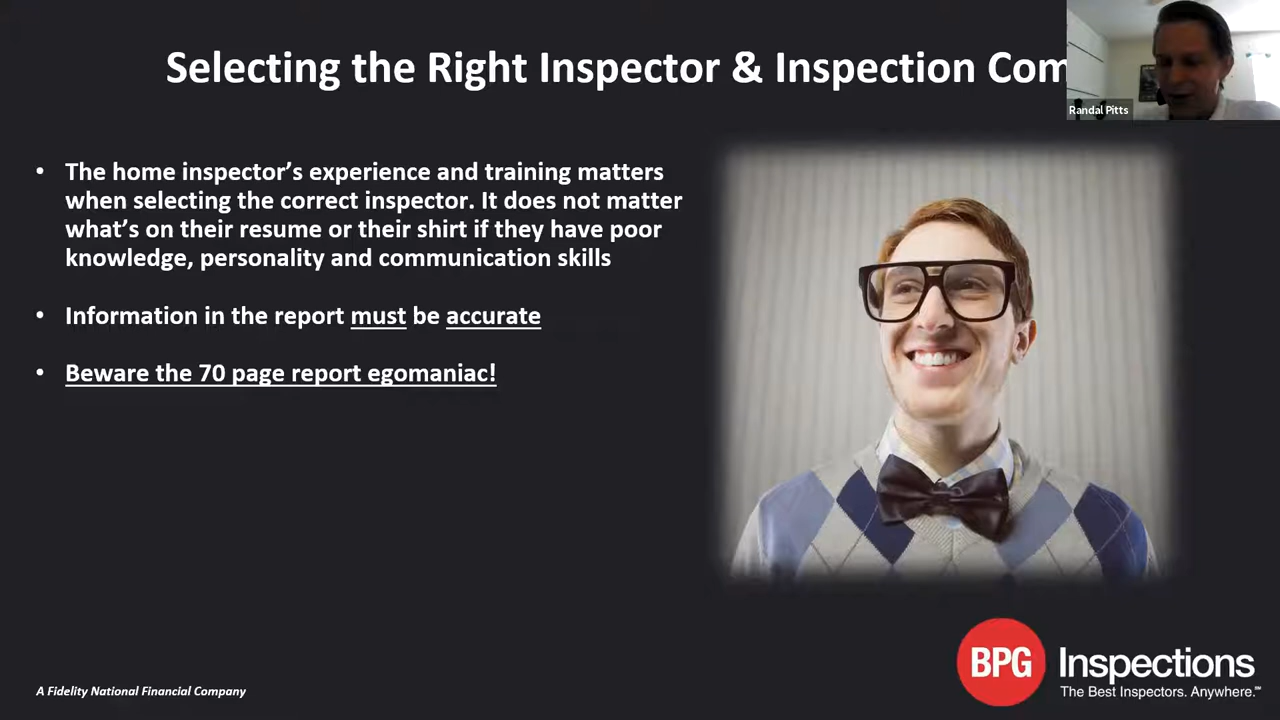 Selecting the Right Inspector & Inspection Com
Randal Pitts
• The home inspector’s experience and training matters
when selecting the correct inspector. It does not matter
what’s on their resume or their shirt if they have poor
knowledge, personality and communication skills
• Information in the report must be accurate
• Beware the 70 page report egomaniac!
BPG Inspections
The Best Inspectors. Anywhere.℠
A Fidelity National Financial Company